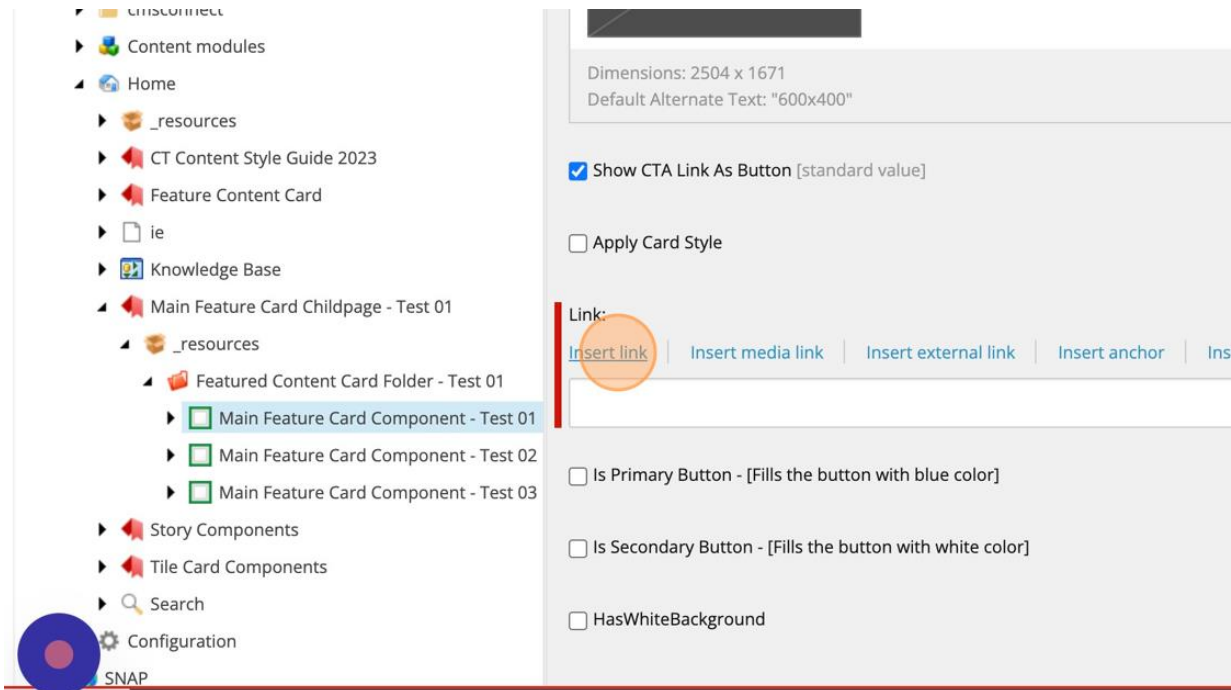 cmsconnect
Content modules
Home
_resources
CT Content Style Guide 2023
Feature Content Card
ie
Knowledge Base
Main Feature Card Childpage - Test 01
_resources
Featured Content Card Folder - Test 01
Main Feature Card Component - Test 01
Main Feature Card Component - Test 02
Main Feature Card Component - Test 03
Story Components
Tile Card Components
Search
Configuration
SNAP
Dimensions: 2504 x 1671
Default Alternate Text: "600x400"
Show CTA Link As Button [standard value]
Apply Card Style
Link:
Insert link Insert media link Insert external link Insert anchor Ins
Is Primary Button - [Fills the button with blue color]
Is Secondary Button - [Fills the button with white color]
HasWhiteBackground